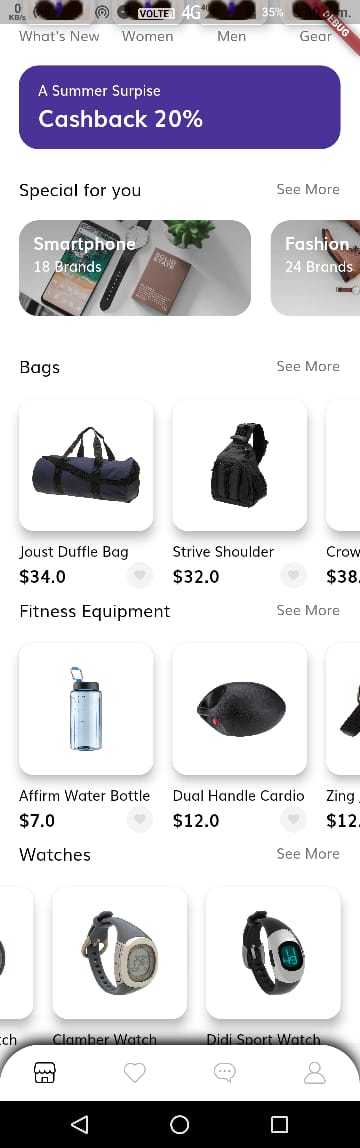 0
KB/s
VOLTE
4G
35%
DEBUG
What's New Women Men Gear
A Summer Surpise
Cashback 20%
Special for you See More
Smartphone
18 Brands
Fashion
24 Brands
SOLID
STATE
Bags See More
Joust Duffle Bag Strive Shoulder Crow
$34.0 $32.0 $38.
Fitness Equipment See More
Affirm Water Bottle Dual Handle Cardio Zing
$7.0 $12.0 $12.
Watches See More
tch Clamber Watch Didi Sport Watch